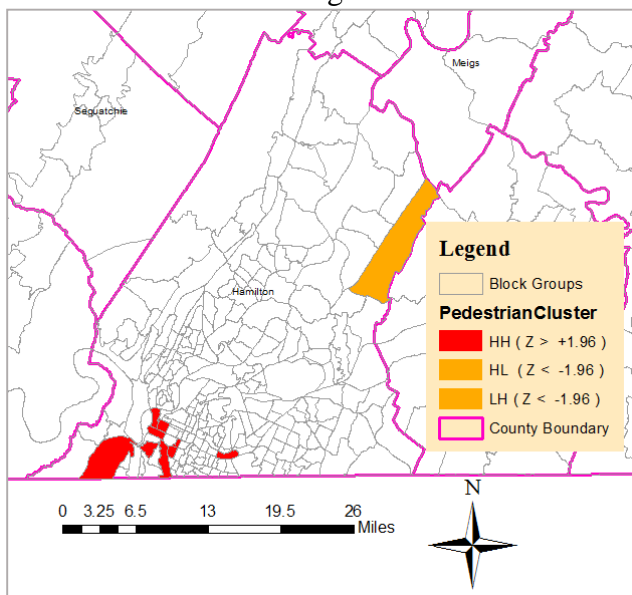 Meigs
Sequatchie
Hamilton
Legend
Block Groups
PedestrianCluster
HH ( Z > +1.96 )
HL ( Z < -1.96 )
LH ( Z < -1.96 )
County Boundary
N
0 3.25 6.5 13 19.5 26
Miles